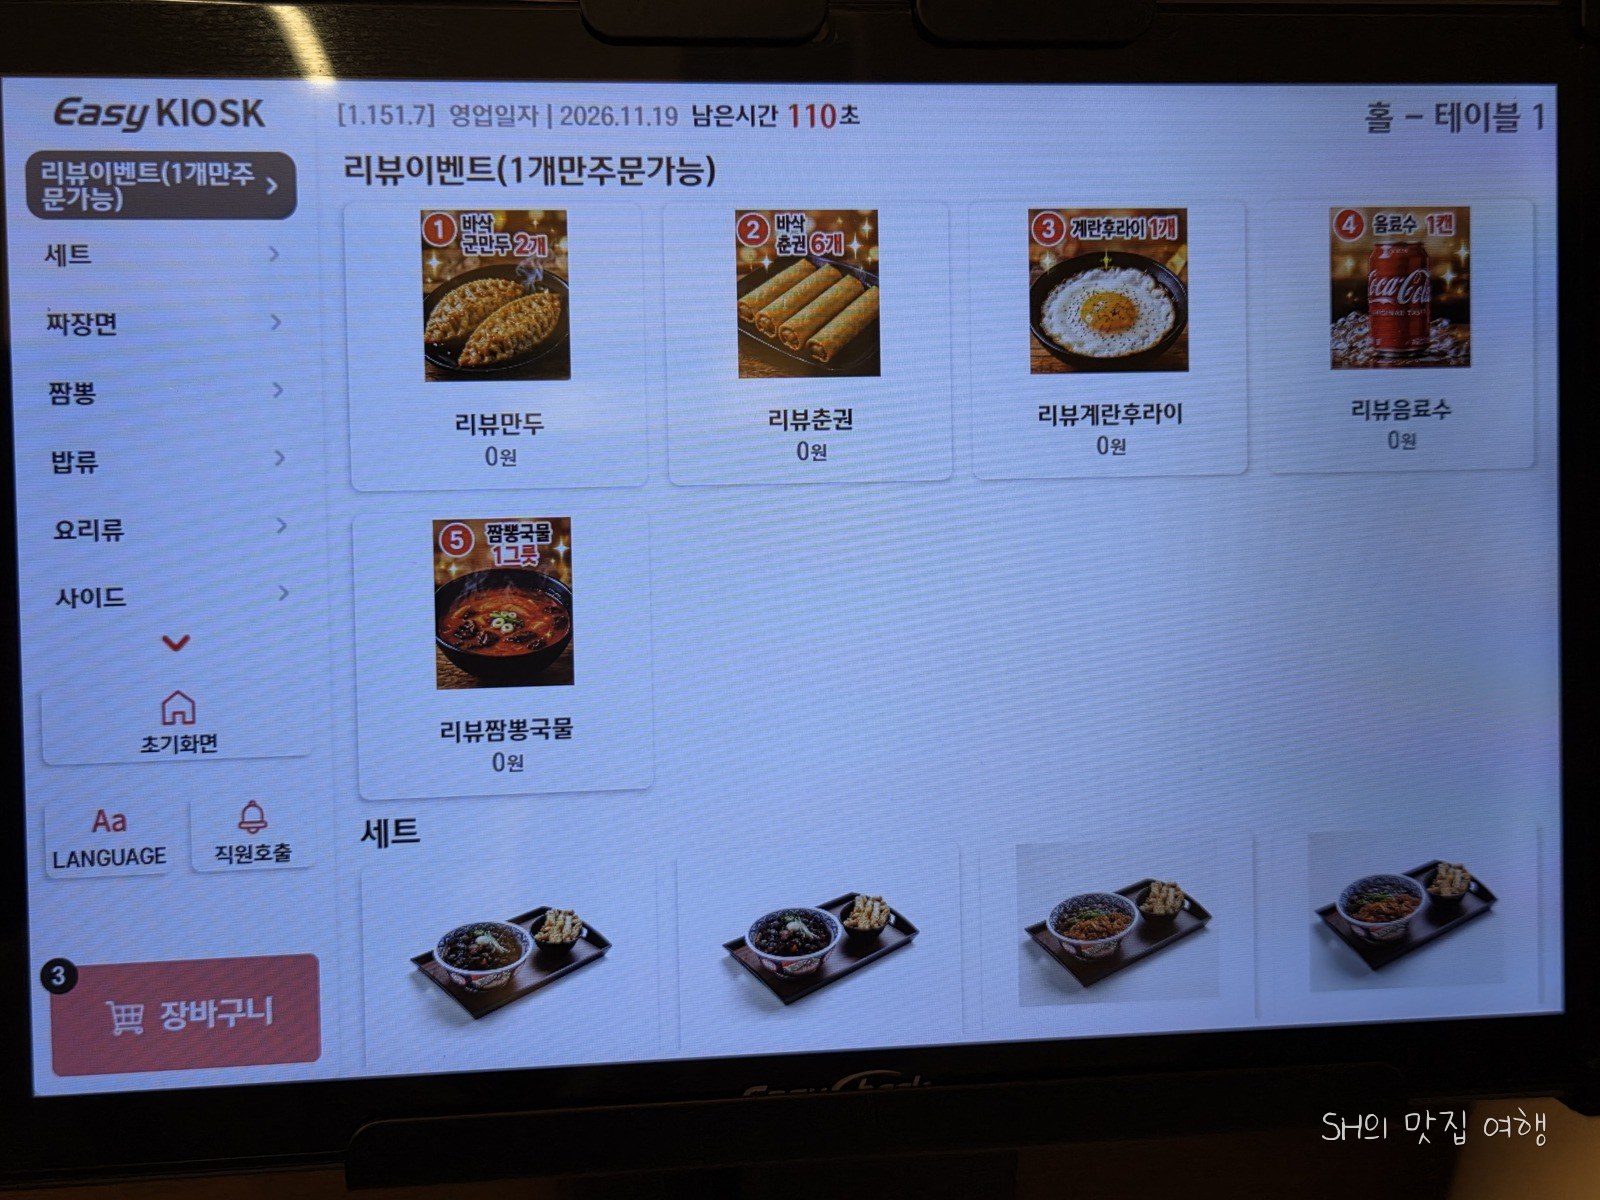 Easy KIOSK
[1.151.7] 영업일자 | 2026.11.19 남은시간 110초
홀 – 테이블 1
리뷰이벤트(1개만주
문가능)
세트
짜장면
짬뽕
밥류
요리류
사이드
초기화면
Aa
LANGUAGE
직원호출
3
장바구니
리뷰이벤트(1개만주문가능)
1 바삭
군만두 2개
리뷰만두
0원
2 바삭
춘권 6개
리뷰춘권
0원
3 계란후라이 1개
리뷰계란후라이
0원
4 음료수 1캔
Coca-Cola
리뷰음료수
0원
5 짬뽕국물
1그릇
리뷰짬뽕국물
0원
세트
SH의 맛집 여행